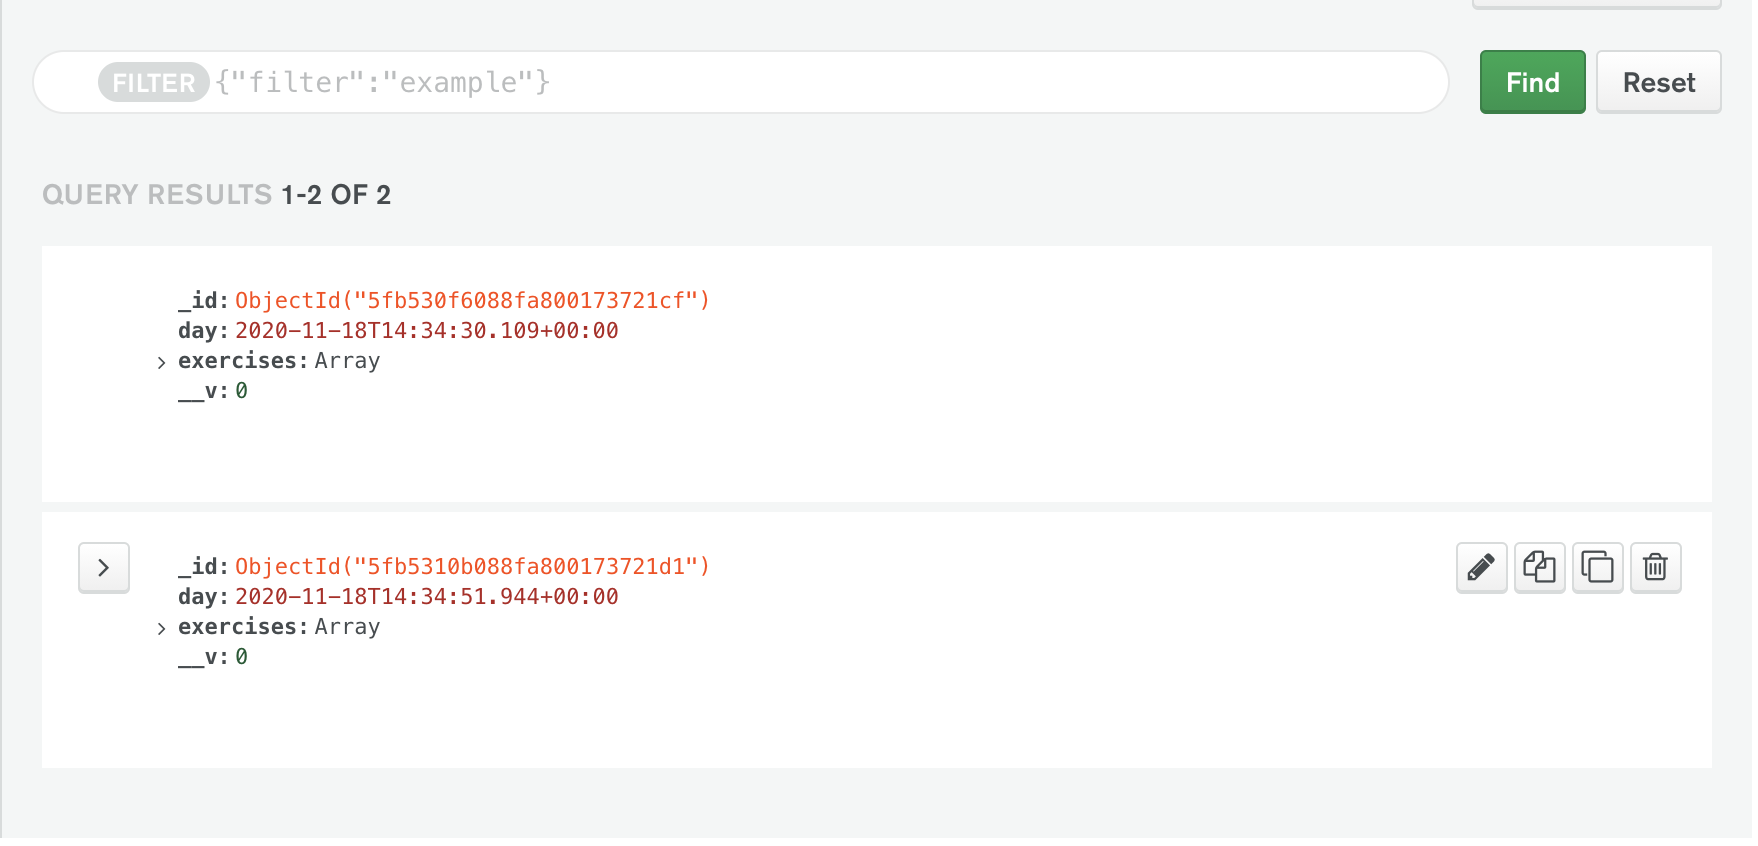 FILTER {"filter":"example"}
Find
Reset
QUERY RESULTS 1-2 OF 2
_id: ObjectId("5fb530f6088fa800173721cf")
day: 2020-11-18T14:34:30.109+00:00
exercises: Array
__v: 0
_id: ObjectId("5fb5310b088fa800173721d1")
day: 2020-11-18T14:34:51.944+00:00
exercises: Array
__v: 0